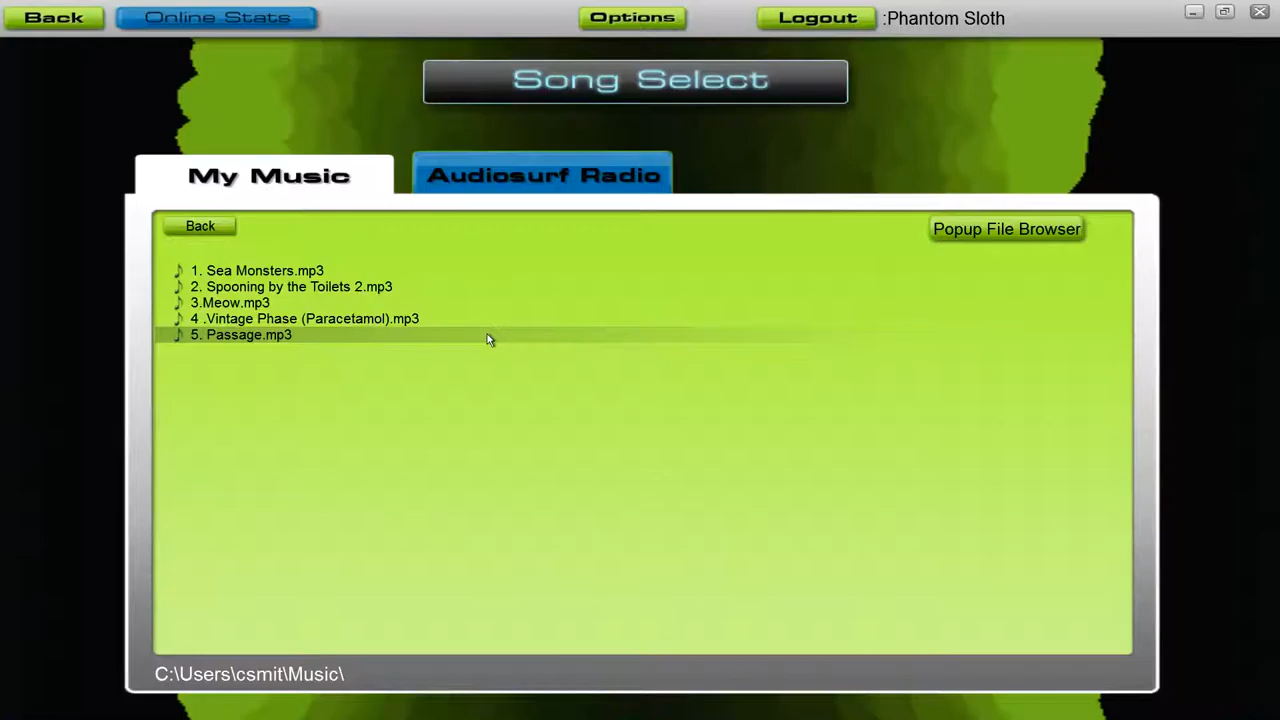 Back Online Stats Options Logout :Phantom Sloth
Song Select
My Music Audiosurf Radio
Back Popup File Browser
1. Sea Monsters.mp3
2. Spooning by the Toilets 2.mp3
3.Meow.mp3
4 .Vintage Phase (Paracetamol).mp3
5. Passage.mp3
C:\Users\csmit\Music\